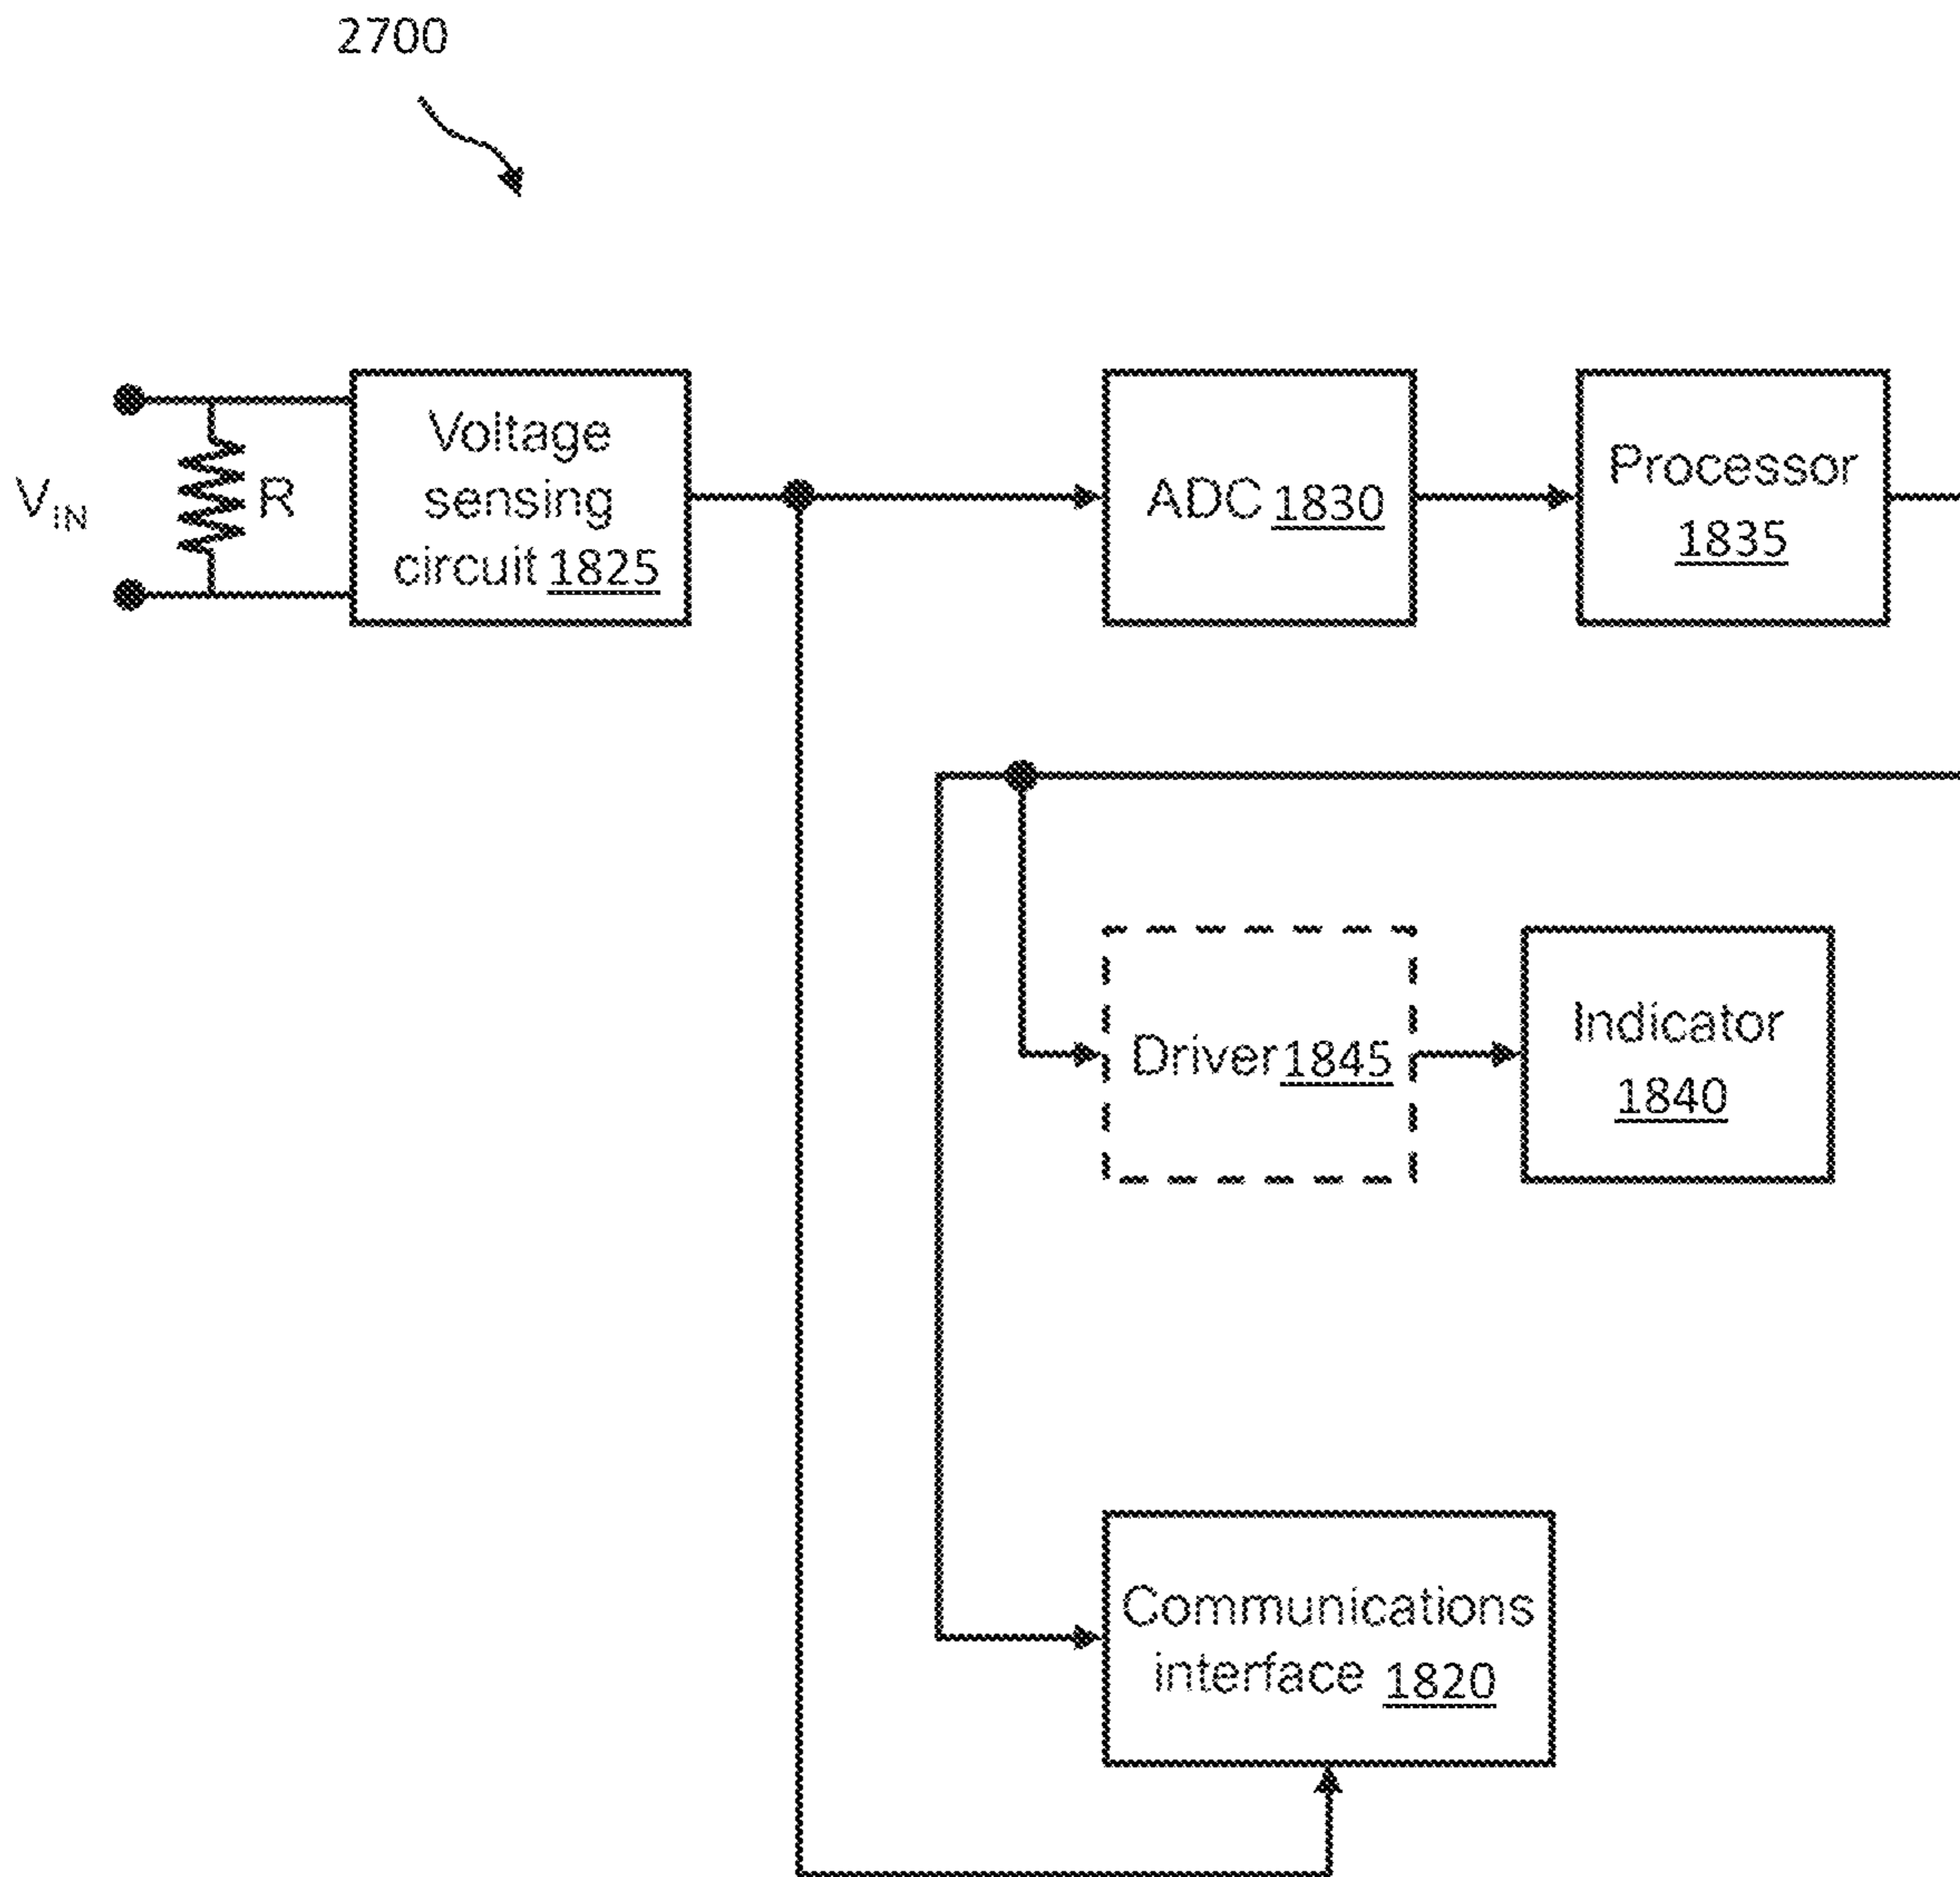 2700
V_IN
R
Voltage
sensing
circuit 1825
ADC 1830
Processor
1835
Driver 1845
Indicator
1840
Communications
interface 1820